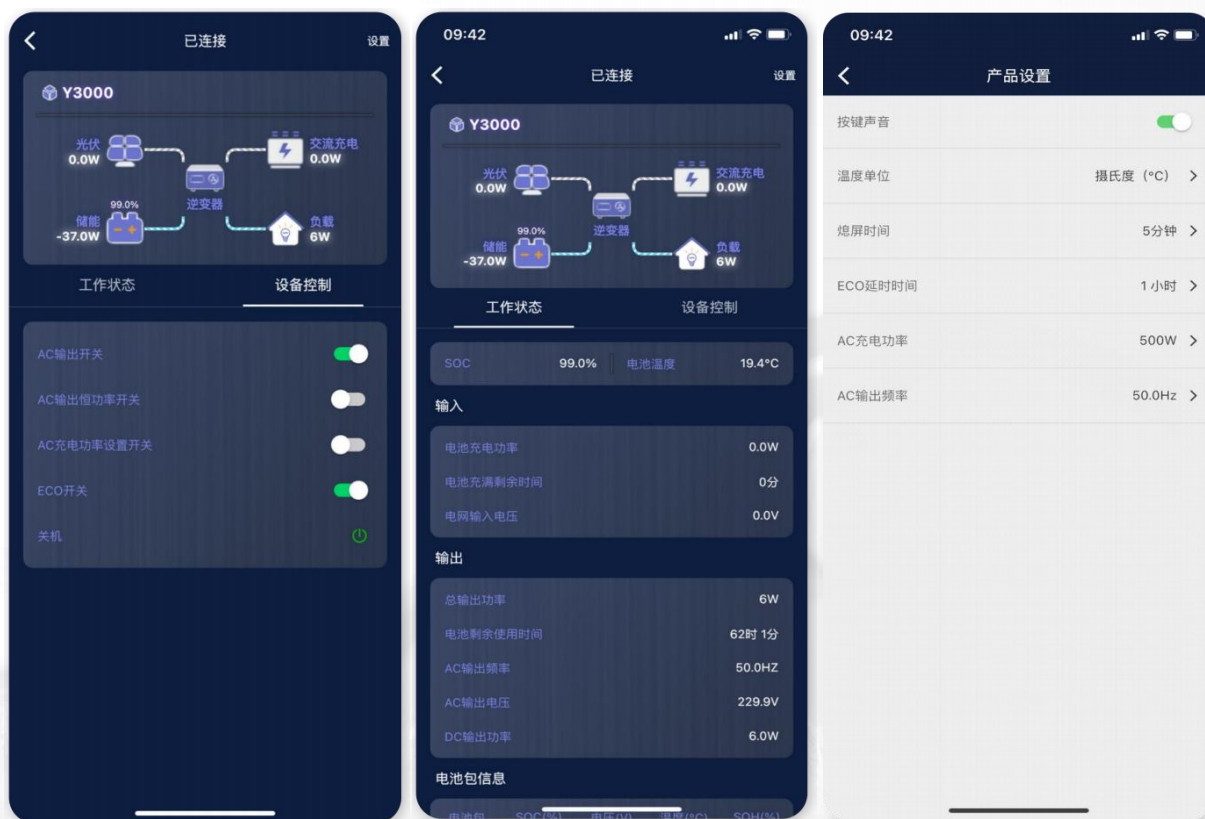 已连接
设置
Y3000
光伏
0.0W
交流充电
0.0W
逆变器
99.0%
储能
-37.0W
负载
6W
工作状态
设备控制
AC输出开关
AC输出恒功率开关
AC充电功率设置开关
ECO开关
关机
09:42
已连接
设置
Y3000
光伏
0.0W
交流充电
0.0W
逆变器
99.0%
储能
-37.0W
负载
6W
工作状态
设备控制
SOC 99.0% 电池温度 19.4°C
输入
电池充电功率 0.0W
电池充满剩余时间 0分
电网输入电压 0.0V
输出
总输出功率 6W
电池剩余使用时间 62时 1分
AC输出频率 50.0HZ
AC输出电压 229.9V
DC输出功率 6.0W
电池包信息
电池包 SOC(%) 电压(V) 温度(°C) SOH(%)
09:42
产品设置
按键声音
温度单位 摄氏度（°C）
熄屏时间 5分钟
ECO延时时间 1小时
AC充电功率 500W
AC输出频率 50.0Hz